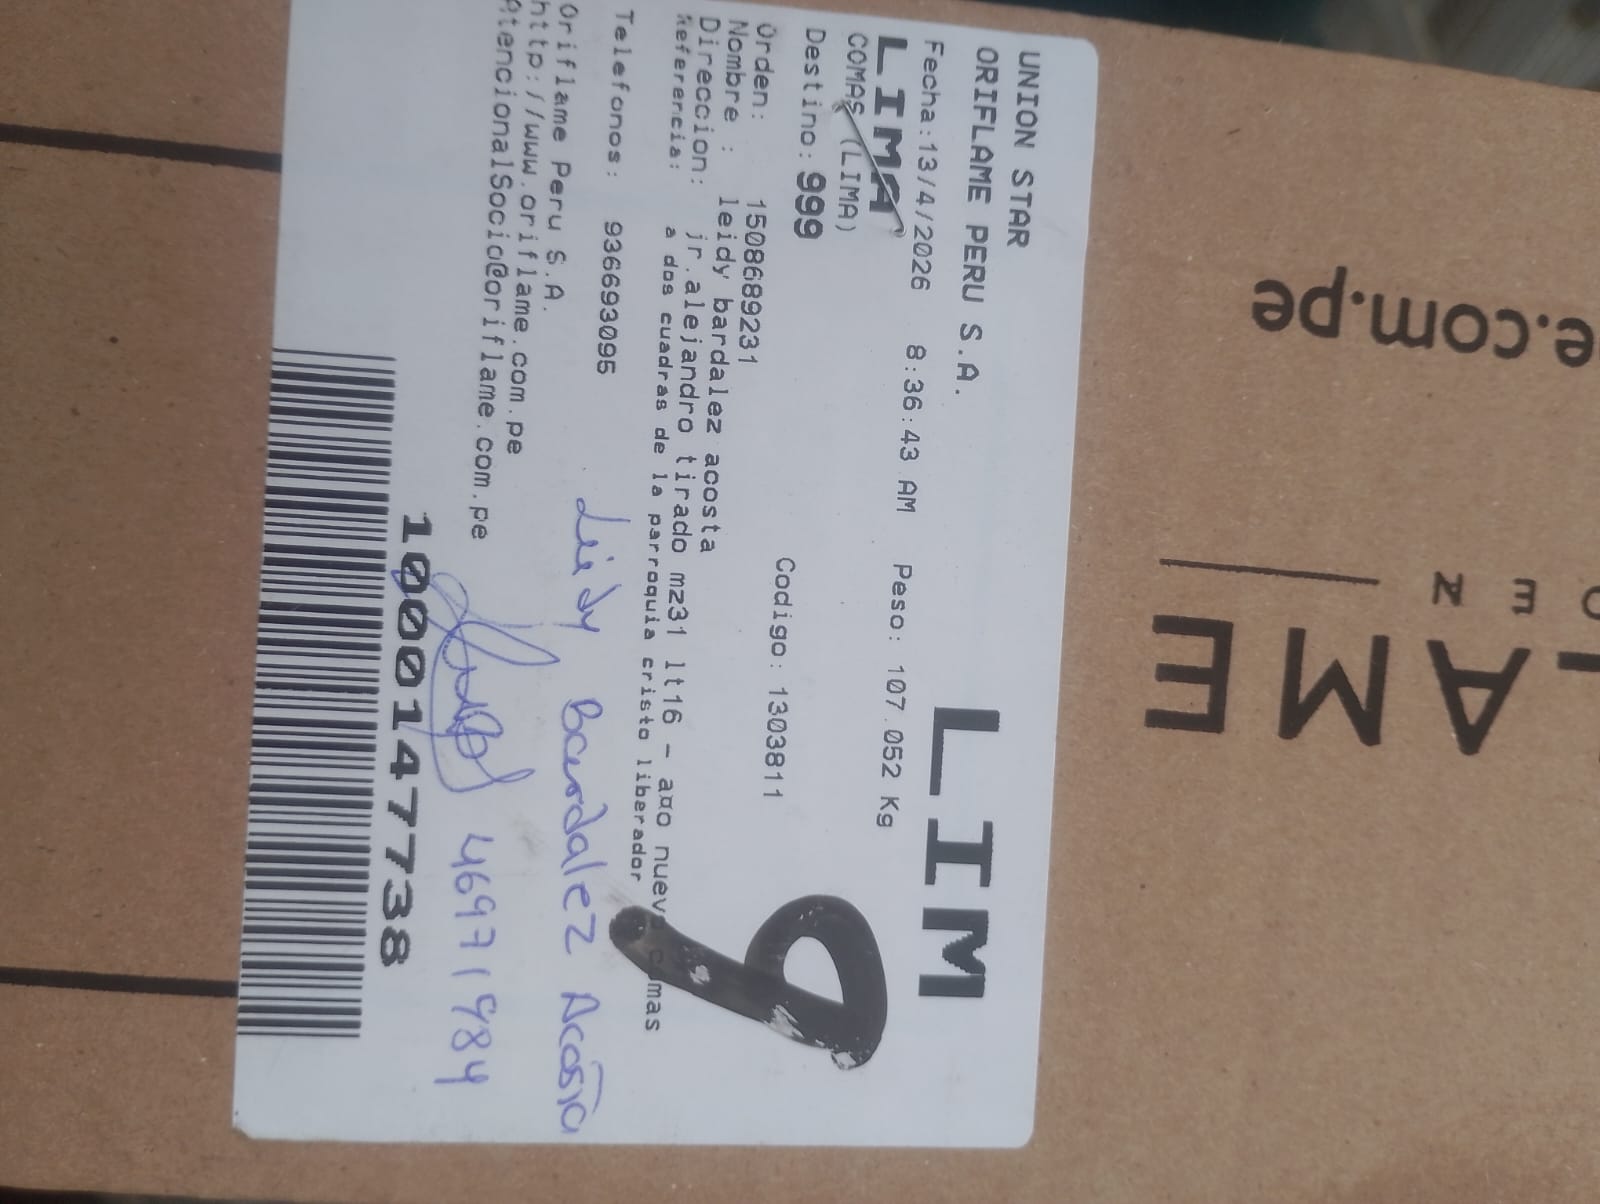 UNION STAR
ORIFLAME PERU S.A.
LIM
Fecha:13/4/2026 8:36:43 AM Peso: 107.052 Kg
LIMA
COMAS (LIMA)
Destino: 999
9
Orden: 1508689231 Codigo: 1303811
Nombre : leidy bardalez acosta
Direccion: jr.alejandro tirado mz31 lt16 - a¤o nuevo comas
Referencia: a dos cuadras de la parroquia cristo liberador
Telefonos: 936693095
Leidy Bardalez Acosta
Oriflame Peru S.A.
http://www.oriflame.com.pe
AtencionalSocio@oriflame.com.pe
46971984
1000147738
e.com.pe
EN
AME